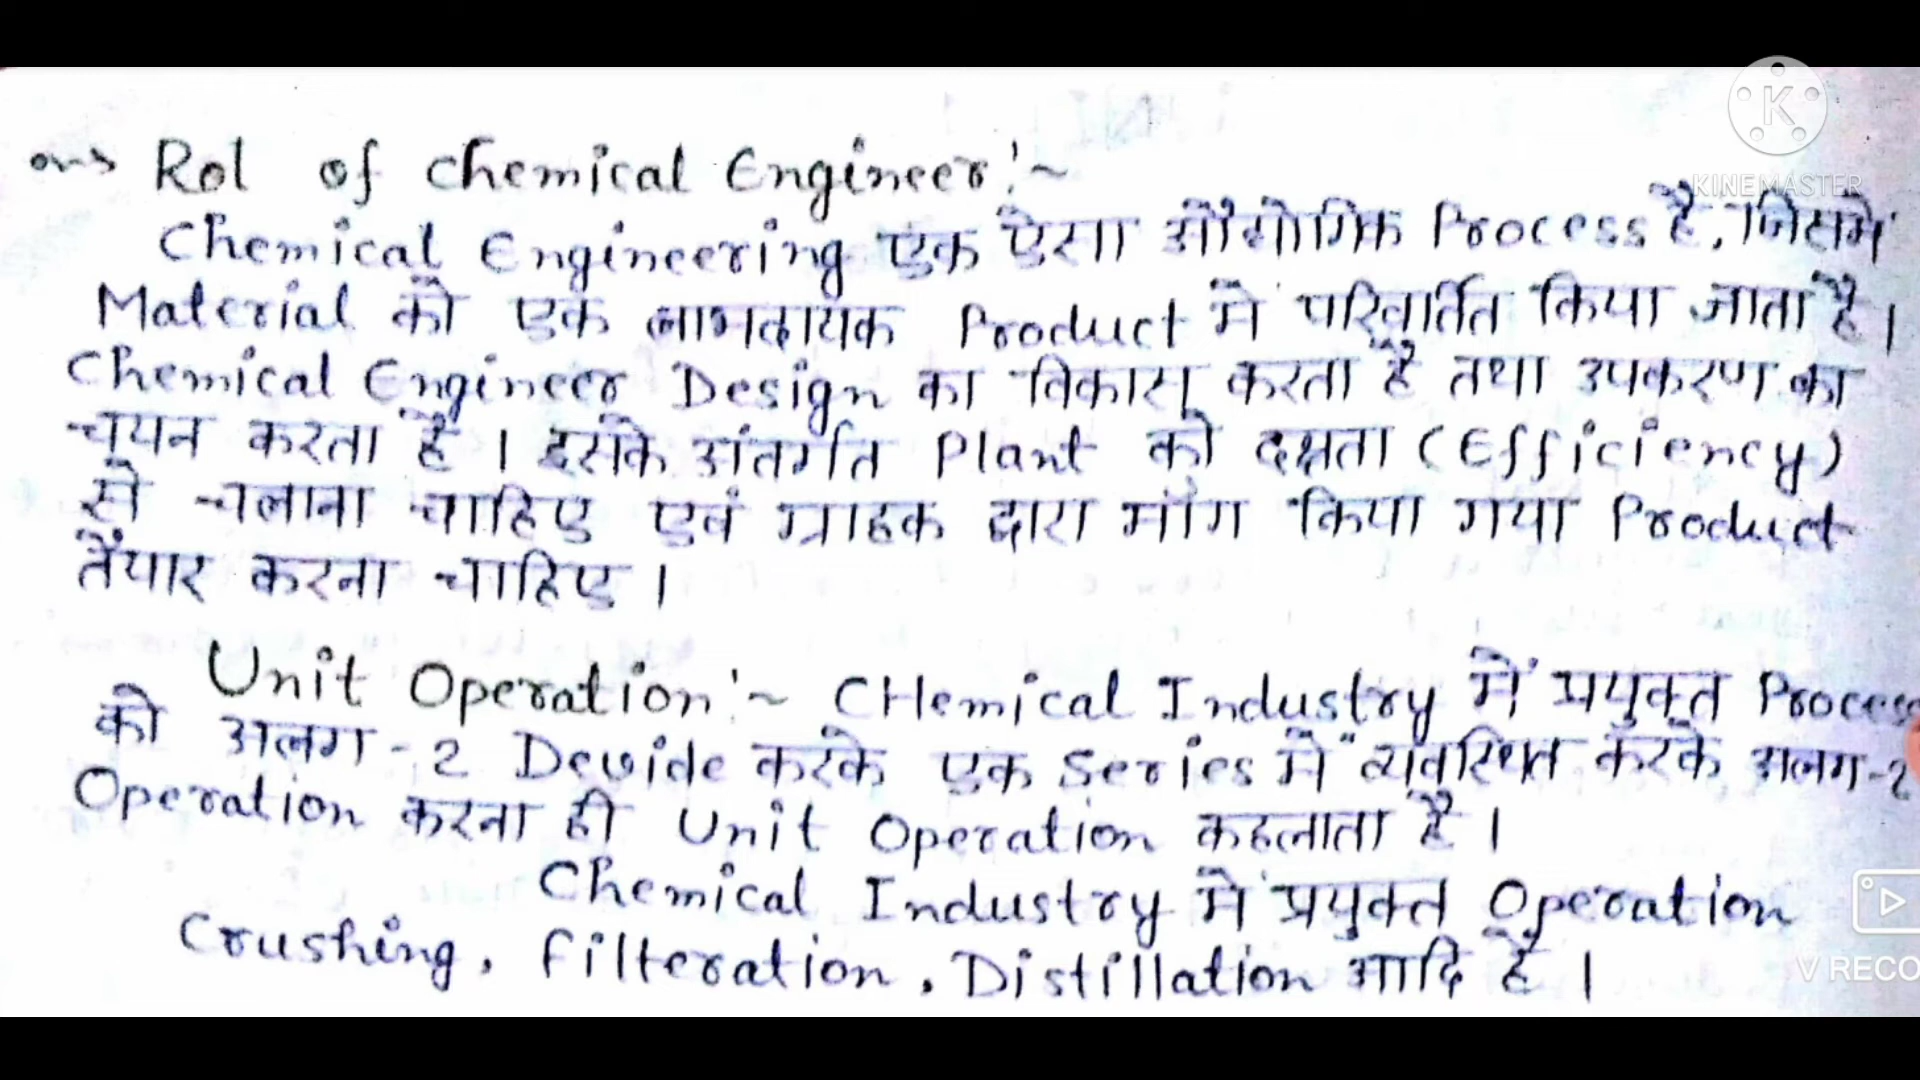 ans Rol of Chemical Engineer :~
KINEMASTER
Chemical Engineering एक ऐसा औद्योगिक Process है, जिसमें
Material को एक लाभदायक Product में परिवर्तित किया जाता है।
Chemical Engineer Design का विकास करता है तथा उपकरण का
चयन करता है। इसके अंतर्गत Plant को दक्षता (Efficiency)
से चलाना चाहिए एवं ग्राहक द्वारा मांग किया गया Product
तैयार करना चाहिए।
Unit Operation :~ CHemical Industry में प्रयुक्त Process
को अलग-2 Devide करके एक Series में व्यवस्थित करके अलग-2
Operation करना ही Unit Operation कहलाता है।
Chemical Industry में प्रयुक्त Operation
Crushing, Filteration, Distillation आदि है।
V RECO